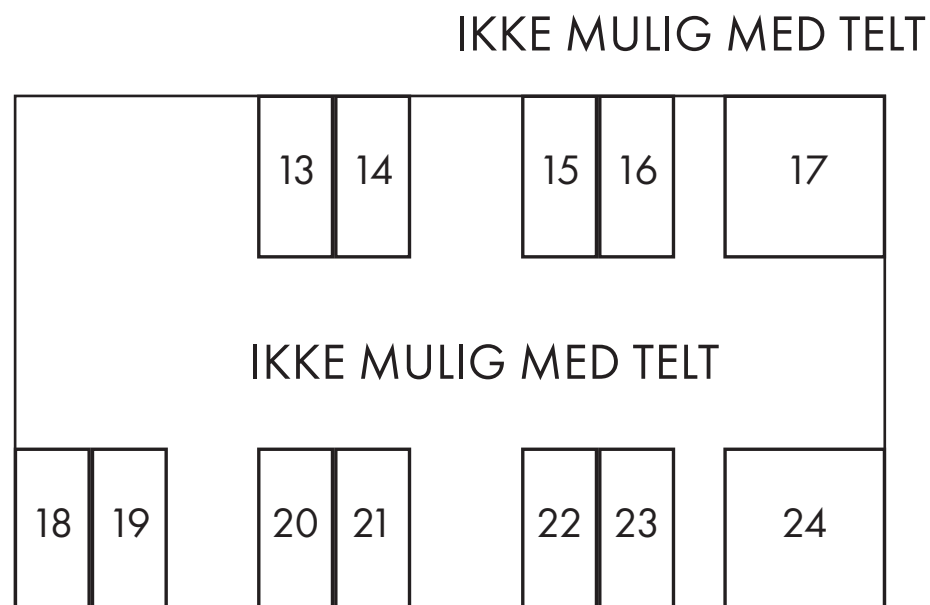 IKKE MULIG MED TELT
13 14 15 16 17
IKKE MULIG MED TELT
18 19 20 21 22 23 24